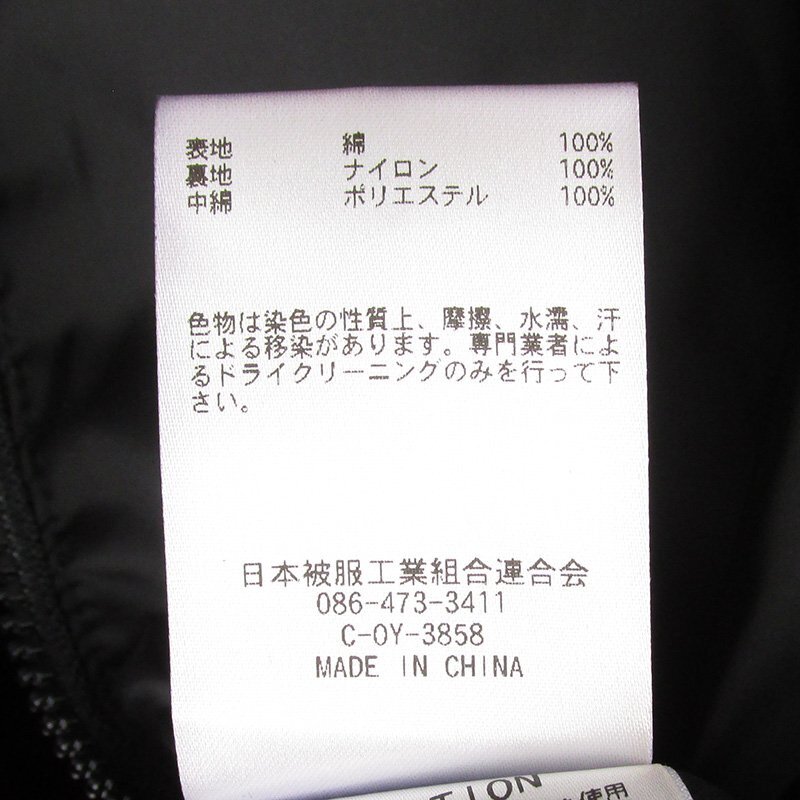 表地 綿 100%
裏地 ナイロン 100%
中綿 ポリエステル 100%
色物は染色の性質上、摩擦、水濡、汗
による移染があります。専門業者によ
るドライクリーニングのみを行って下
さい。
日本被服工業組合連合会
086-473-3411
C-OY-3858
MADE IN CHINA
TION
使用